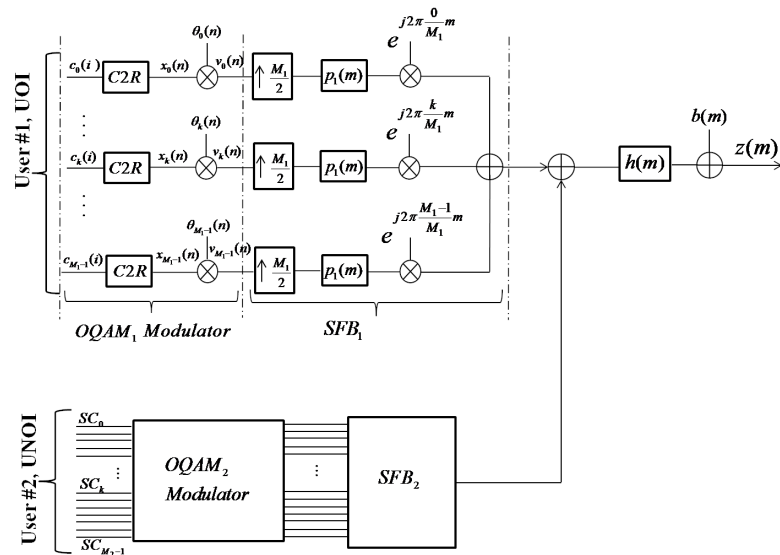 User #1, UOI
c_0(i) C2R x_0(n) θ_0(n) v_0(n) ↑ M_1/2 p_1(m) e^{j2π (0/M_1) m}
c_k(i) C2R x_k(n) θ_k(n) v_k(n) ↑ M_1/2 p_1(m) e^{j2π (k/M_1) m}
c_{M_1-1}(i) C2R x_{M_1-1}(n) θ_{M_1-1}(n) v_{M_1-1}(n) ↑ M_1/2 p_1(m) e^{j2π (M_1-1/M_1) m}
h(m) b(m) z(m)
OQAM_1 Modulator
SFB_1
User #2, UNOI
SC_0
SC_k
SC_{M_2-1}
OQAM_2
Modulator
SFB_2